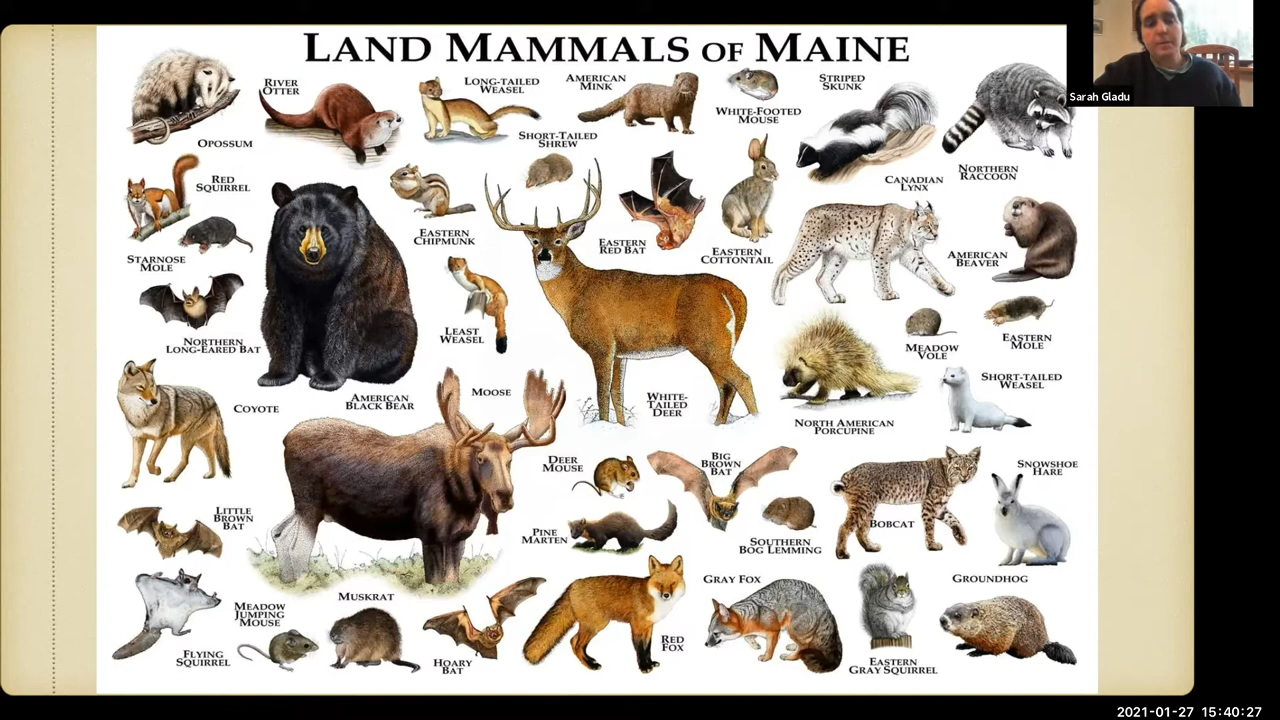 LAND MAMMALS OF MAINE
Sarah Gladu
OPOSSUM
RIVER
OTTER
LONG-TAILED
WEASEL
AMERICAN
MINK
WHITE-FOOTED
MOUSE
STRIPED
SKUNK
NORTHERN
RACCOON
SHORT-TAILED
SHREW
RED
SQUIRREL
EASTERN
CHIPMUNK
EASTERN
RED BAT
EASTERN
COTTONTAIL
CANADIAN
LYNX
AMERICAN
BEAVER
STARNOSE
MOLE
NORTHERN
LONG-EARED BAT
LEAST
WEASEL
MEADOW
VOLE
EASTERN
MOLE
COYOTE
AMERICAN
BLACK BEAR
MOOSE
WHITE-
TAILED
DEER
NORTH AMERICAN
PORCUPINE
SHORT-TAILED
WEASEL
DEER
MOUSE
BIG
BROWN
BAT
SNOWSHOE
HARE
LITTLE
BROWN
BAT
PINE
MARTEN
SOUTHERN
BOG LEMMING
BOBCAT
FLYING
SQUIRREL
MEADOW
JUMPING
MOUSE
MUSKRAT
HOARY
BAT
RED
FOX
GRAY FOX
EASTERN
GRAY SQUIRREL
GROUNDHOG
2021-01-27 15:40:27